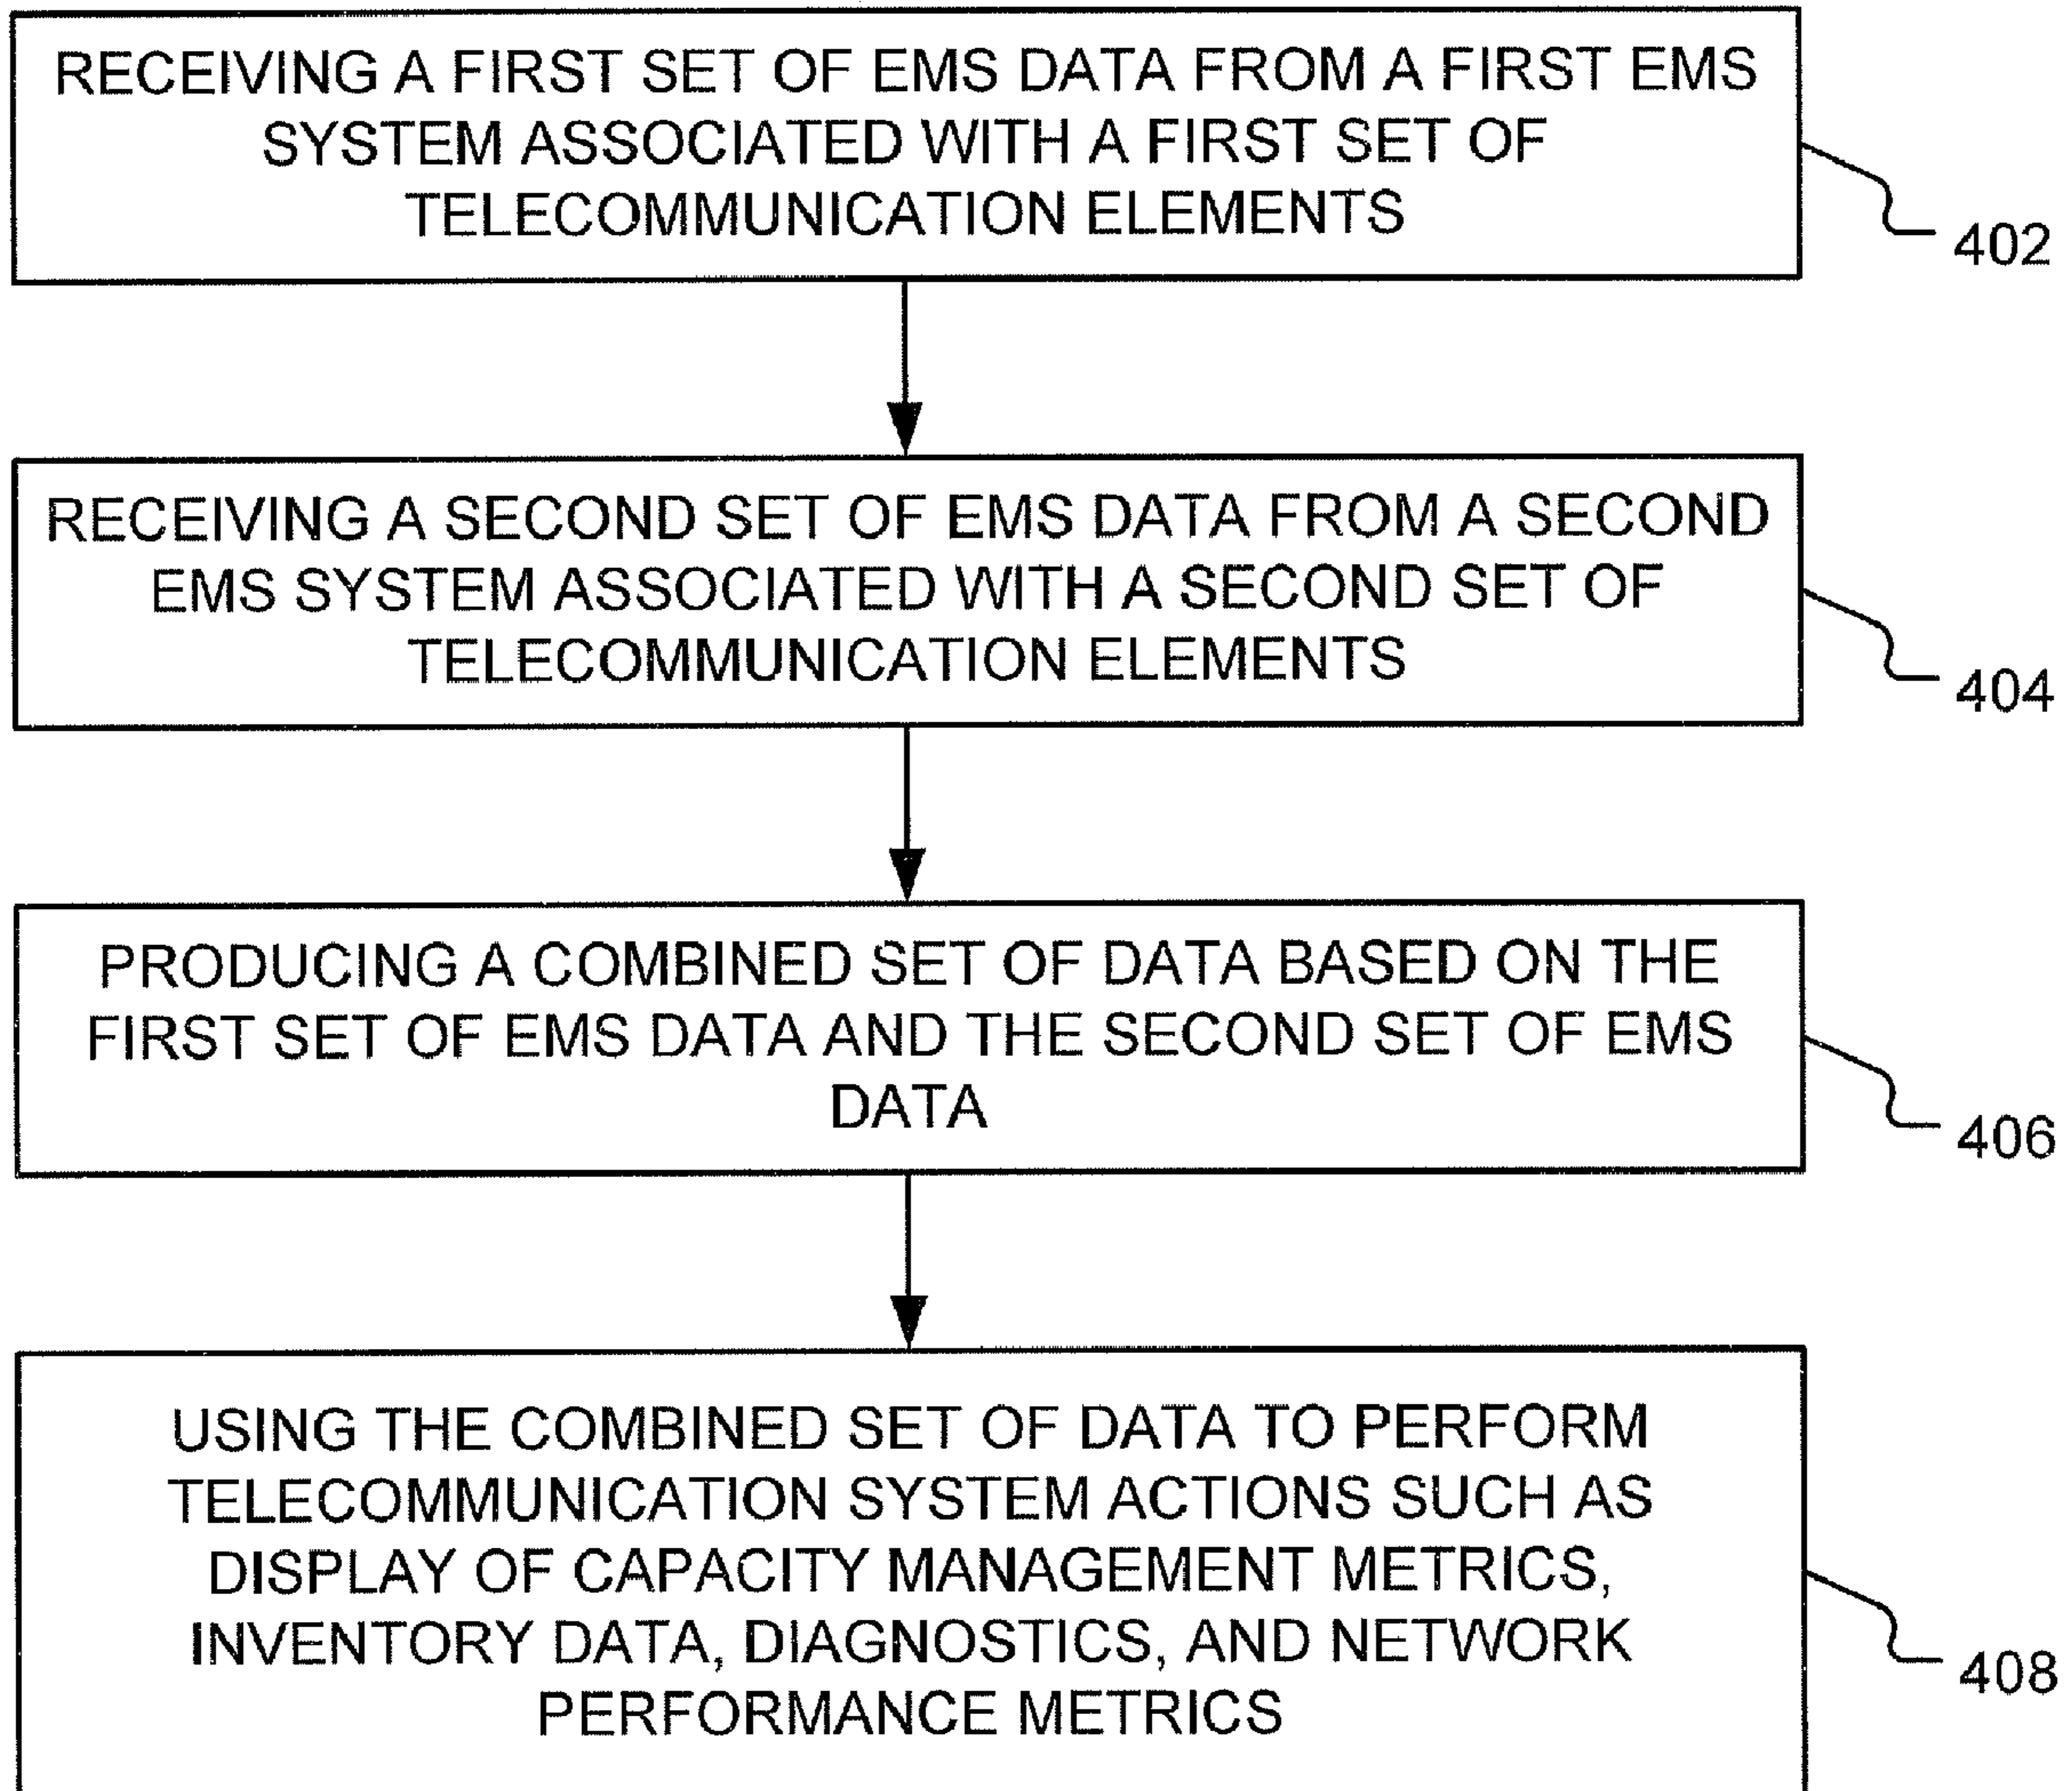 RECEIVING A FIRST SET OF EMS DATA FROM A FIRST EMS
SYSTEM ASSOCIATED WITH A FIRST SET OF
TELECOMMUNICATION ELEMENTS
402
RECEIVING A SECOND SET OF EMS DATA FROM A SECOND
EMS SYSTEM ASSOCIATED WITH A SECOND SET OF
TELECOMMUNICATION ELEMENTS
404
PRODUCING A COMBINED SET OF DATA BASED ON THE
FIRST SET OF EMS DATA AND THE SECOND SET OF EMS
DATA
406
USING THE COMBINED SET OF DATA TO PERFORM
TELECOMMUNICATION SYSTEM ACTIONS SUCH AS
DISPLAY OF CAPACITY MANAGEMENT METRICS,
INVENTORY DATA, DIAGNOSTICS, AND NETWORK
PERFORMANCE METRICS
408